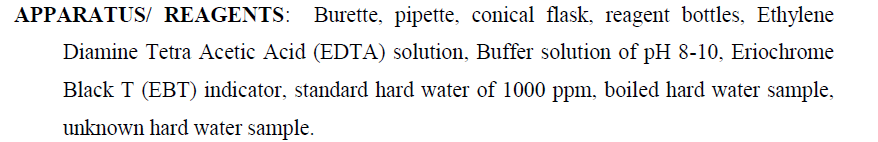 APPARATUS/ REAGENTS: Burette, pipette, conical flask, reagent bottles, Ethylene
Diamine Tetra Acetic Acid (EDTA) solution, Buffer solution of pH 8-10, Eriochrome
Black T (EBT) indicator, standard hard water of 1000 ppm, boiled hard water sample,
unknown hard water sample.